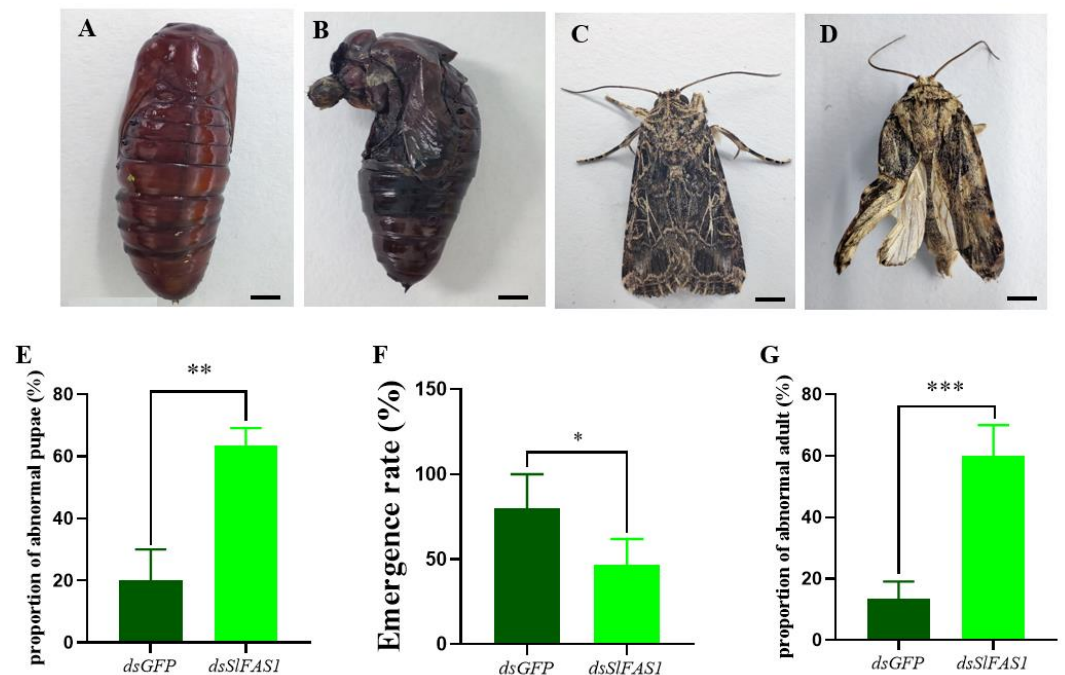 A
B
C
D
E
proportion of abnormal pupae (%)
80
60
40
20
0
**
dsGFP
dsSlFAS1
F
Emergence rate (%)
150
100
50
0
*
dsGFP
dsSlFAS1
G
proportion of abnormal adult (%)
80
60
40
20
0
***
dsGFP
dsSlFAS1